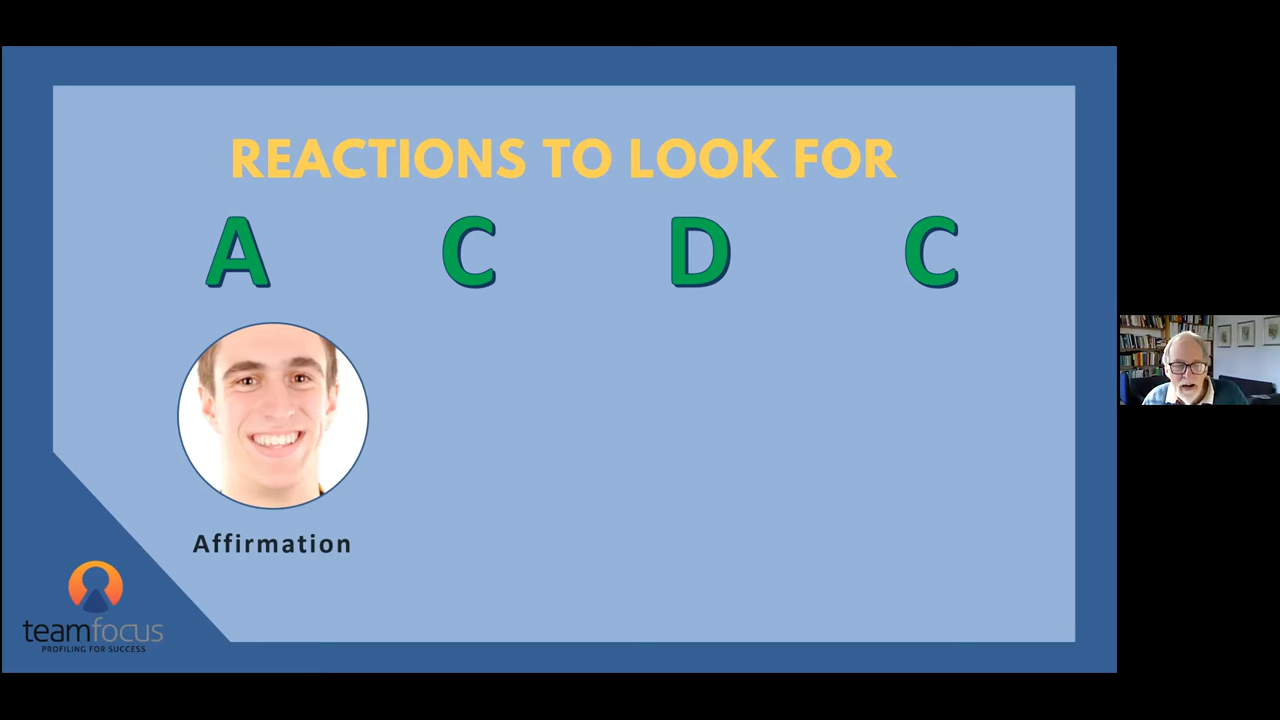 REACTIONS TO LOOK FOR
A C D C
Affirmation
teamfocus
PROFILING FOR SUCCESS